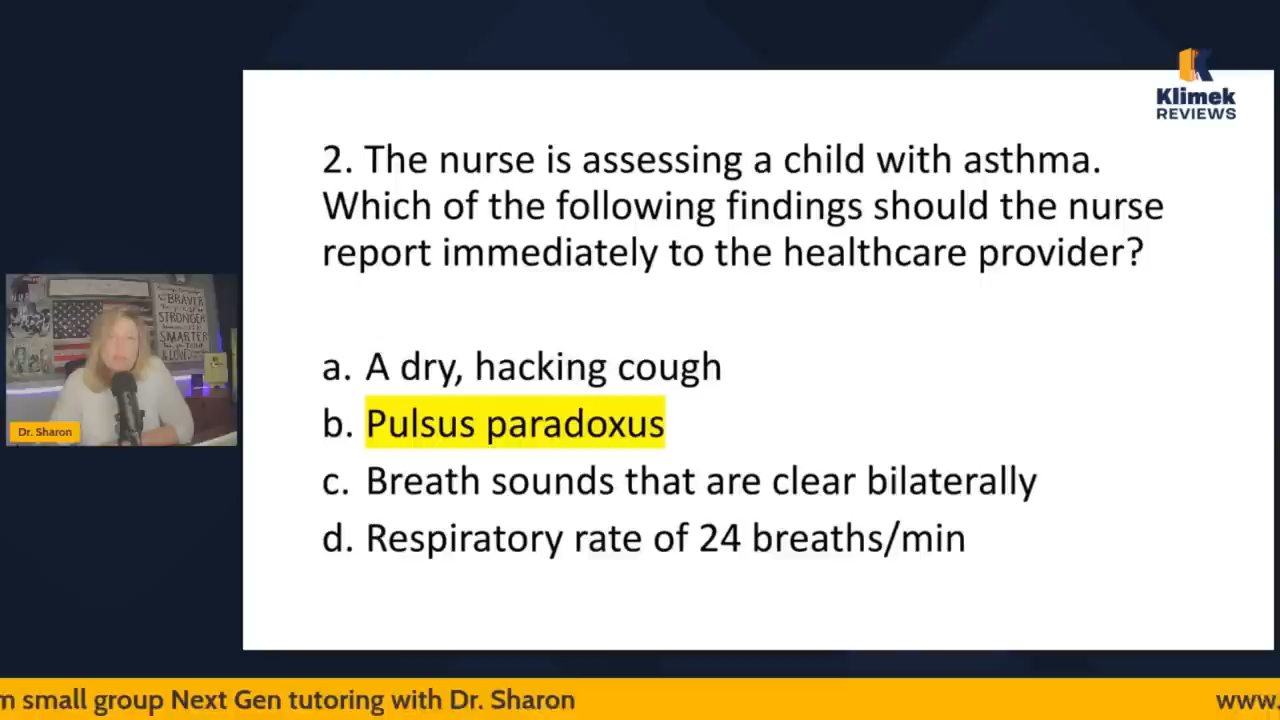 Klimek
REVIEWS
2. The nurse is assessing a child with asthma.
Which of the following findings should the nurse
report immediately to the healthcare provider?
a. A dry, hacking cough
b. Pulsus paradoxus
c. Breath sounds that are clear bilaterally
d. Respiratory rate of 24 breaths/min
BRAVER
STRONGER
SMARTER
LOVED
Dr. Sharon
m small group Next Gen tutoring with Dr. Sharon
www.